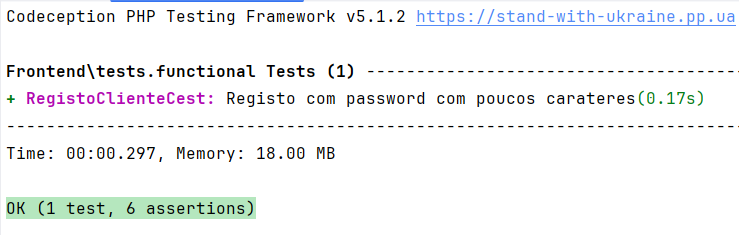 Codeception PHP Testing Framework v5.1.2 https://stand-with-ukraine.pp.ua
Frontend\tests.functional Tests (1) --------------------------------------
+ RegistoClienteCest: Registo com password com poucos carateres(0.17s)
--------------------------------------------------------------------------
Time: 00:00.297, Memory: 18.00 MB
OK (1 test, 6 assertions)